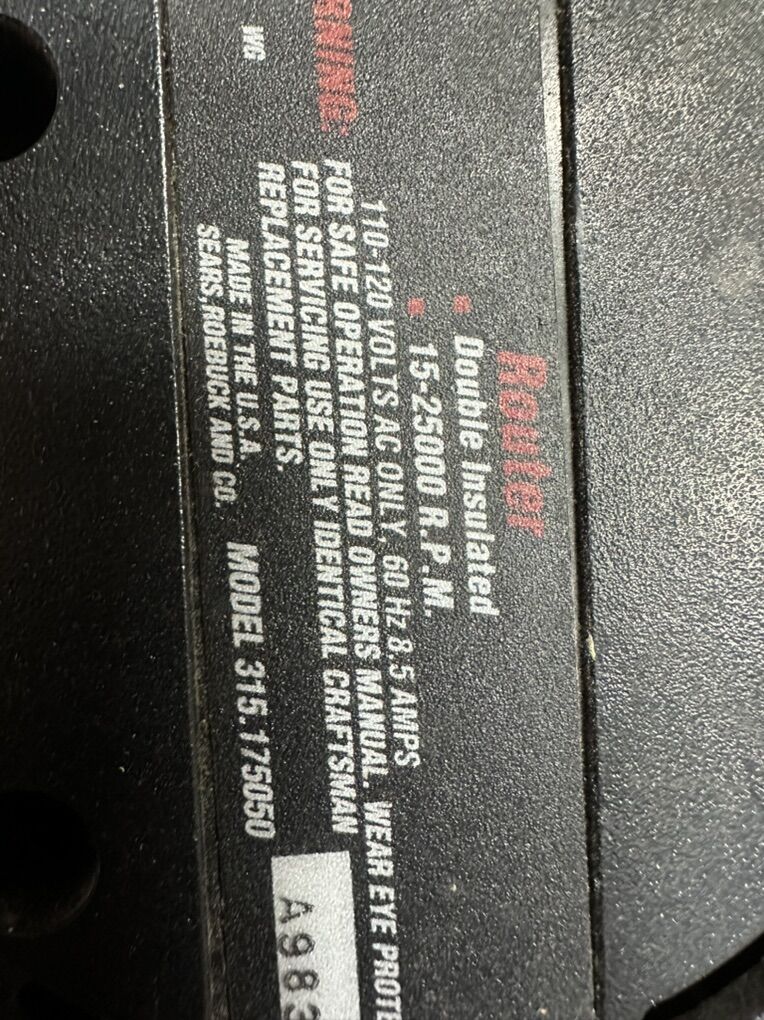 Router
Double Insulated
15-25000 R.P.M.
110-120 VOLTS AC ONLY, 60 Hz 8.5 AMPS
FOR SAFE OPERATION READ OWNERS MANUAL. WEAR EYE
FOR SERVICING USE ONLY IDENTICAL CRAFTSMAN
REPLACEMENT PARTS.
MADE IN THE U.S.A.
SEARS, ROEBUCK AND CO.
MODEL 315.175050
A983